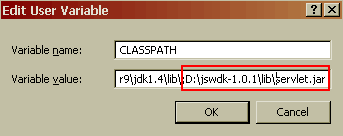 Edit User Variable
Variable name: CLASSPATH
Variable value: r9\jdk1.4\lib\;D:\jswdk-1.0.1\lib\servlet.jar
OK Cancel